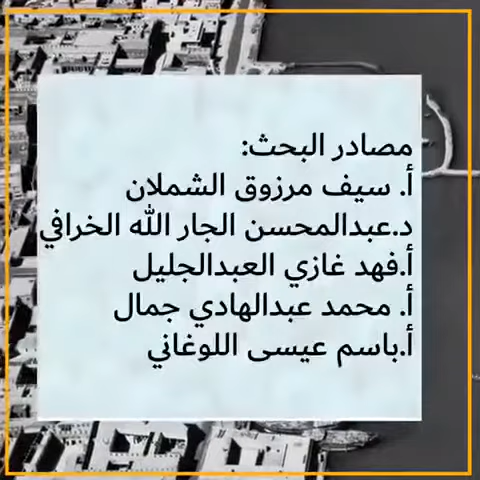 مصادر البحث:
أ. سيف مرزوق الشملان
د.عبدالمحسن الجار الله الخرافي
أ.فهد غازي العبدالجليل
أ. محمد عبدالهادي جمال
أ.باسم عيسى اللوغاني